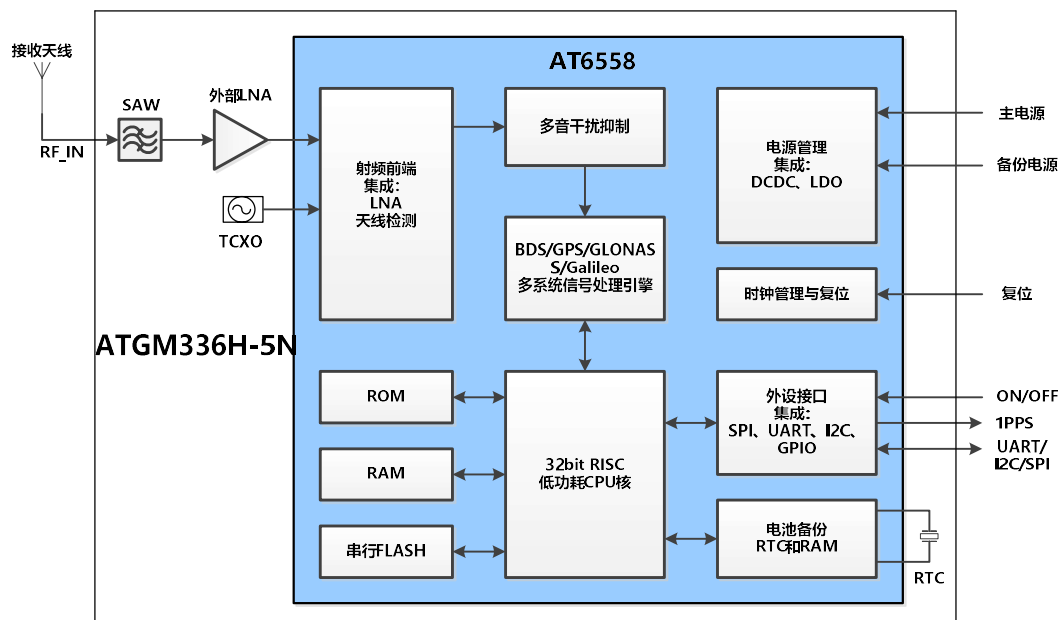 AT6558
接收天线
SAW
外部LNA
RF_IN
TCXO
射频前端
集成：
LNA
天线检测
多音干扰抑制
BDS/GPS/GLONAS
S/Galileo
多系统信号处理引擎
电源管理
集成：
DCDC、LDO
主电源
备份电源
时钟管理与复位
复位
ATGM336H-5N
ROM
RAM
串行FLASH
32bit RISC
低功耗CPU核
外设接口
集成：
SPI、UART、I2C、
GPIO
ON/OFF
1PPS
UART/
I2C/SPI
电池备份
RTC和RAM
RTC